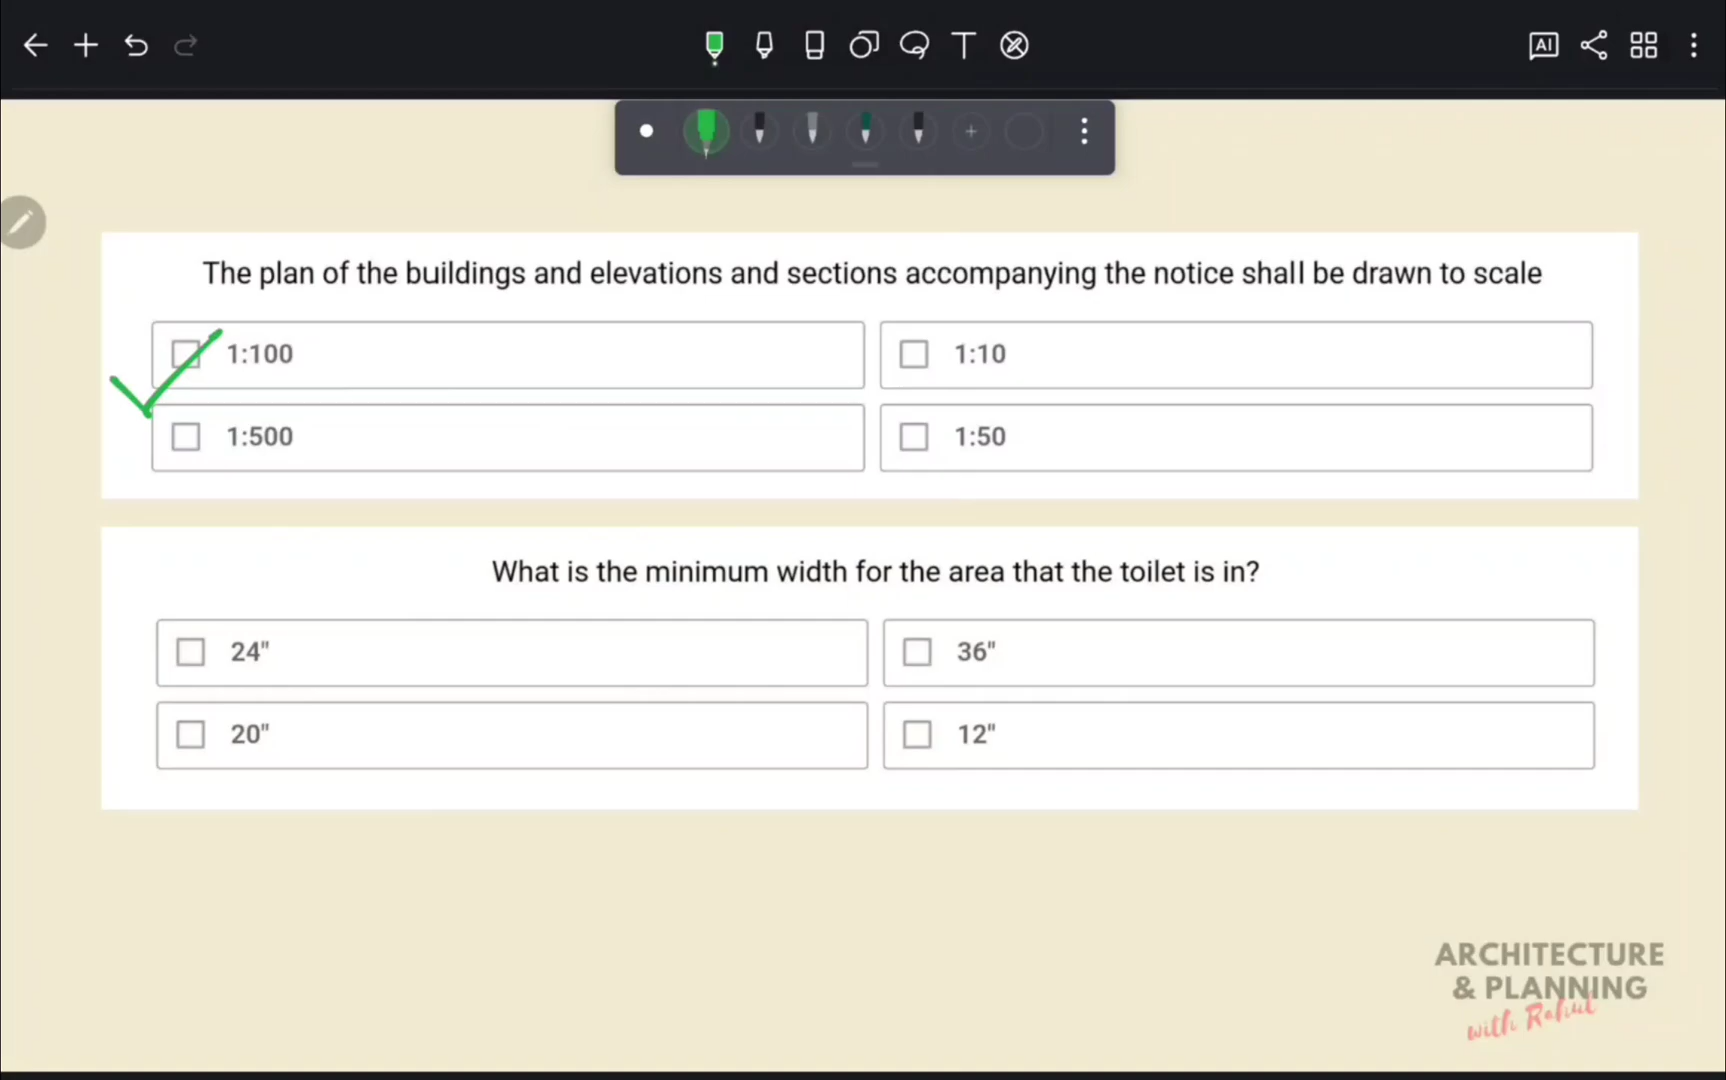 AI
The plan of the buildings and elevations and sections accompanying the notice shall be drawn to scale
1:100
1:10
1:500
1:50
What is the minimum width for the area that the toilet is in?
24"
36"
20"
12"
ARCHITECTURE
& PLANNING
with Rahul